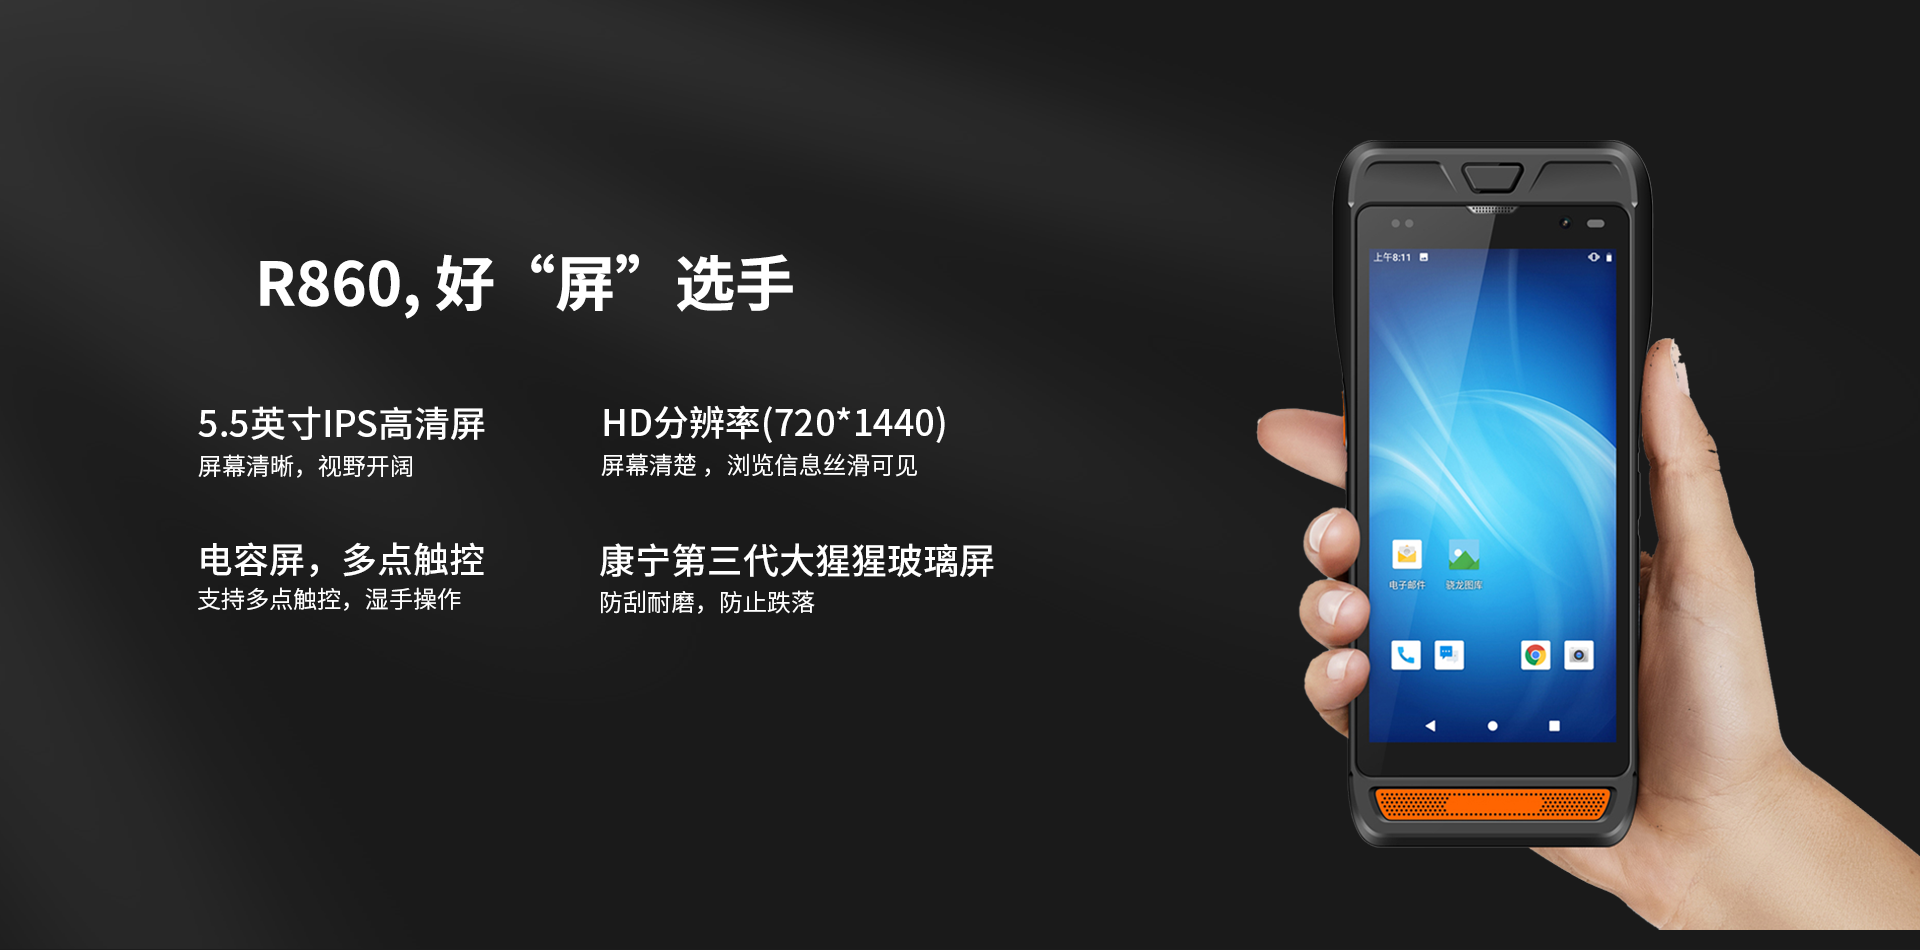 R860, 好“屏”选手
5.5英寸IPS高清屏
屏幕清晰，视野开阔
HD分辨率(720*1440)
屏幕清楚 ，浏览信息丝滑可见
电容屏，多点触控
支持多点触控，湿手操作
康宁第三代大猩猩玻璃屏
防刮耐磨，防止跌落
上午8:11
电子邮件
骁龙图库